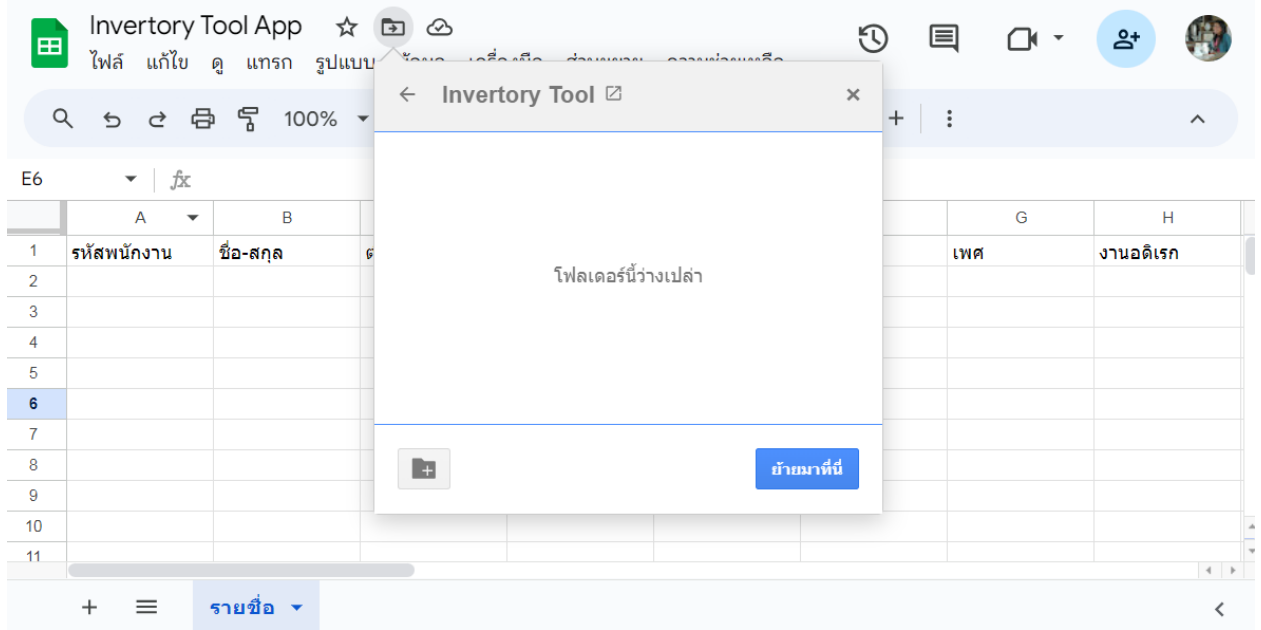 Invertory Tool App
ไฟล์ แก้ไข ดู แทรก รูปแบบ
Invertory Tool
100%
E6
fx
A B G H
1 รหัสพนักงาน ชื่อ-สกุล เพศ งานอดิเรก
2
3
4
5
6
7
8
9
10
11
โฟลเดอร์นี้ว่างเปล่า
ย้ายมาที่นี่
รายชื่อ